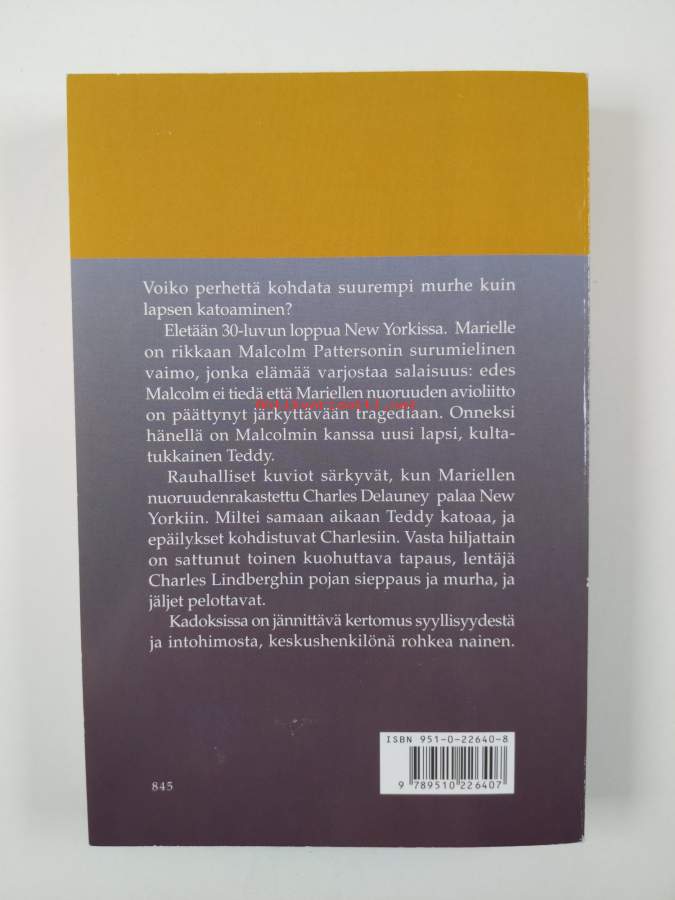 Voiko perhettä kohdata suurempi murhe kuin
lapsen katoaminen?
Eletään 30-luvun loppua New Yorkissa. Marielle
on rikkaan Malcolm Pattersonin surumielinen
vaimo, jonka elämää varjostaa salaisuus: edes
Malcolm ei tiedä että Mariellen nuoruuden avioliitto
on päättynyt järkyttävään tragediaan. Onneksi
hänellä on Malcolmin kanssa uusi lapsi, kulta-
tukkainen Teddy.
Rauhalliset kuviot särkyvät, kun Mariellen
nuoruudenrakastettu Charles Delauney palaa New
Yorkiin. Miltei samaan aikaan Teddy katoaa, ja
epäilykset kohdistuvat Charlesiin. Vasta hiljattain
on sattunut toinen kuohuttava tapaus, lentäjä
Charles Lindberghin pojan sieppaus ja murha, ja
jäljet pelottavat.
Kadoksissa on jännittävä kertomus syyllisyydestä
ja intohimosta, keskushenkilönä rohkea nainen.
ISBN 951-0-22640-8
9 789510 226407
845